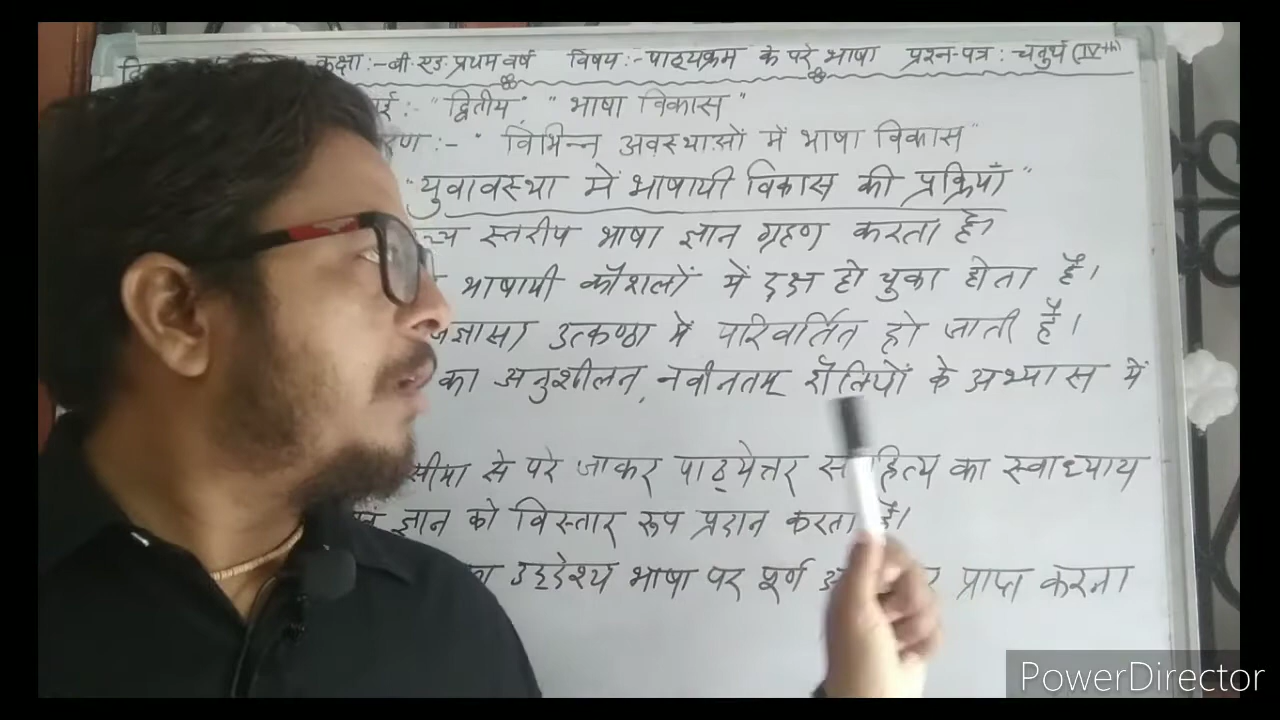 कक्षा:- बी.एड. प्रथम वर्ष विषय:- पाठ्यक्रम के परे भाषा प्रश्न-पत्र: चतुर्थ (IVth)
"द्वितीय" "भाषा विकास"
:- "विभिन्न अवस्थाओं में भाषा विकास"
"युवावस्था में भाषायी विकास की प्रक्रियाँ"
स्तरीय भाषा ज्ञान ग्रहण करता है।
भाषायी कौशलों में दक्ष हो चुका होता है।
उत्कण्ठा में परिवर्तित हो जाती है।
का अनुशीलन, नवीनतम् शैलियों के अभ्यास में
सीमा से परे जाकर पाठ्येत्तर साहित्य का स्वाध्याय
ज्ञान को विस्तार रूप प्रदान करता है।
उद्देश्य भाषा पर पूर्ण प्राप्त करना
PowerDirector